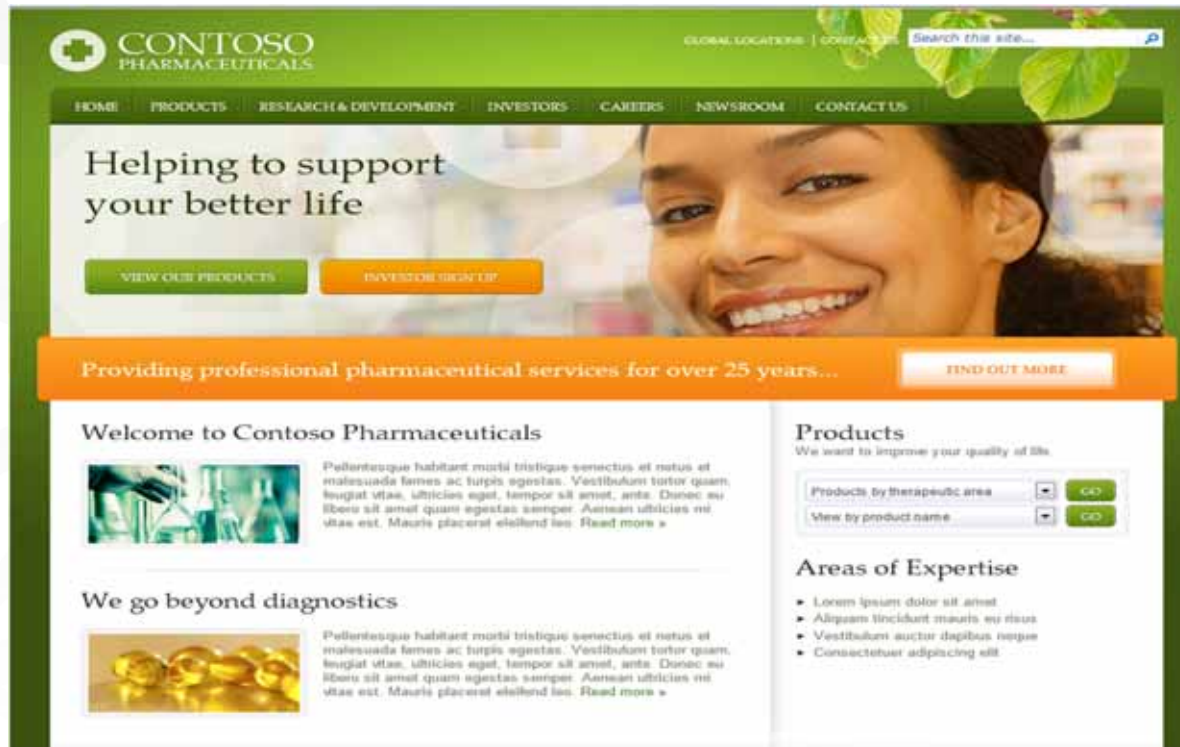 CONTOSO
PHARMACEUTICALS
GLOBAL LOCATIONS | CONTACT US
Search this site...
HOME PRODUCTS RESEARCH & DEVELOPMENT INVESTORS CAREERS NEWSROOM CONTACT US
Helping to support
your better life
VIEW OUR PRODUCTS INVESTOR SIGN UP
Providing professional pharmaceutical services for over 25 years...
FIND OUT MORE
Welcome to Contoso Pharmaceuticals
Pellentesque habitant morbi tristique senectus et netus et
malesuada fames ac turpis egestas. Vestibulum tortor quam,
feugiat vitae, ultricies eget, tempor sit amet, ante. Donec eu
libero sit amet quam egestas semper. Aenean ultricies mi
vitae est. Mauris placerat eleifend leo. Read more »
We go beyond diagnostics
Pellentesque habitant morbi tristique senectus et netus et
malesuada fames ac turpis egestas. Vestibulum tortor quam,
feugiat vitae, ultricies eget, tempor sit amet, ante. Donec eu
libero sit amet quam egestas semper. Aenean ultricies mi
vitae est. Mauris placerat eleifend leo. Read more »
Products
We want to improve your quality of life.
Products by therapeutic area GO
View by product name GO
Areas of Expertise
Lorem ipsum dolor sit amet
Aliquam tincidunt mauris eu risus
Vestibulum auctor dapibus neque
Consectetuer adipiscing elit